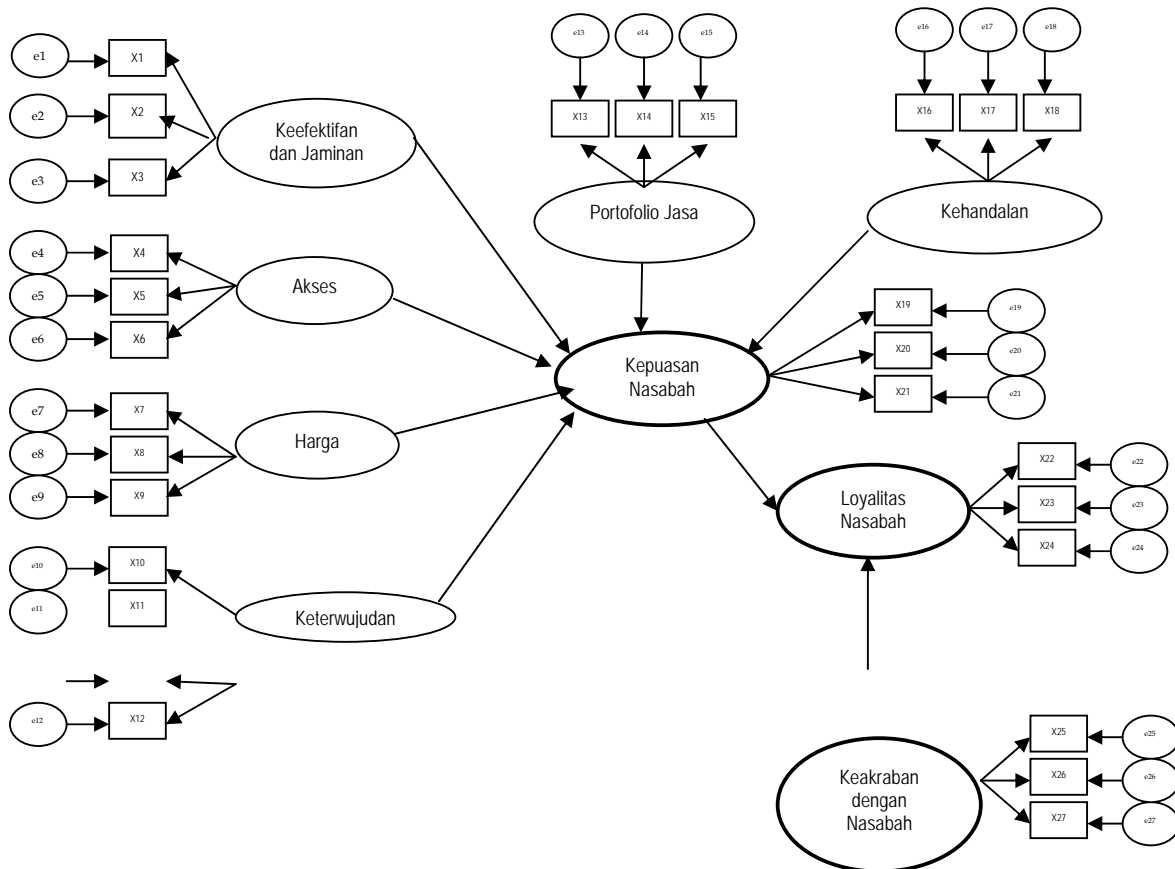 e1
X1
e2
X2
e3
X3
Keefektifan
dan Jaminan
e4
X4
e5
X5
e6
X6
Akses
e7
X7
e8
X8
e9
X9
Harga
e10
X10
e11
X11
Keterwujudan
e12
X12
e13
e14
e15
X13
X14
X15
Portofolio Jasa
e16
e17
e18
X16
X17
X18
Kehandalan
Kepuasan
Nasabah
X19
e19
X20
e20
X21
e21
Loyalitas
Nasabah
X22
e22
X23
e23
X24
e24
Keakraban
dengan
Nasabah
X25
e25
X26
e26
X27
e27